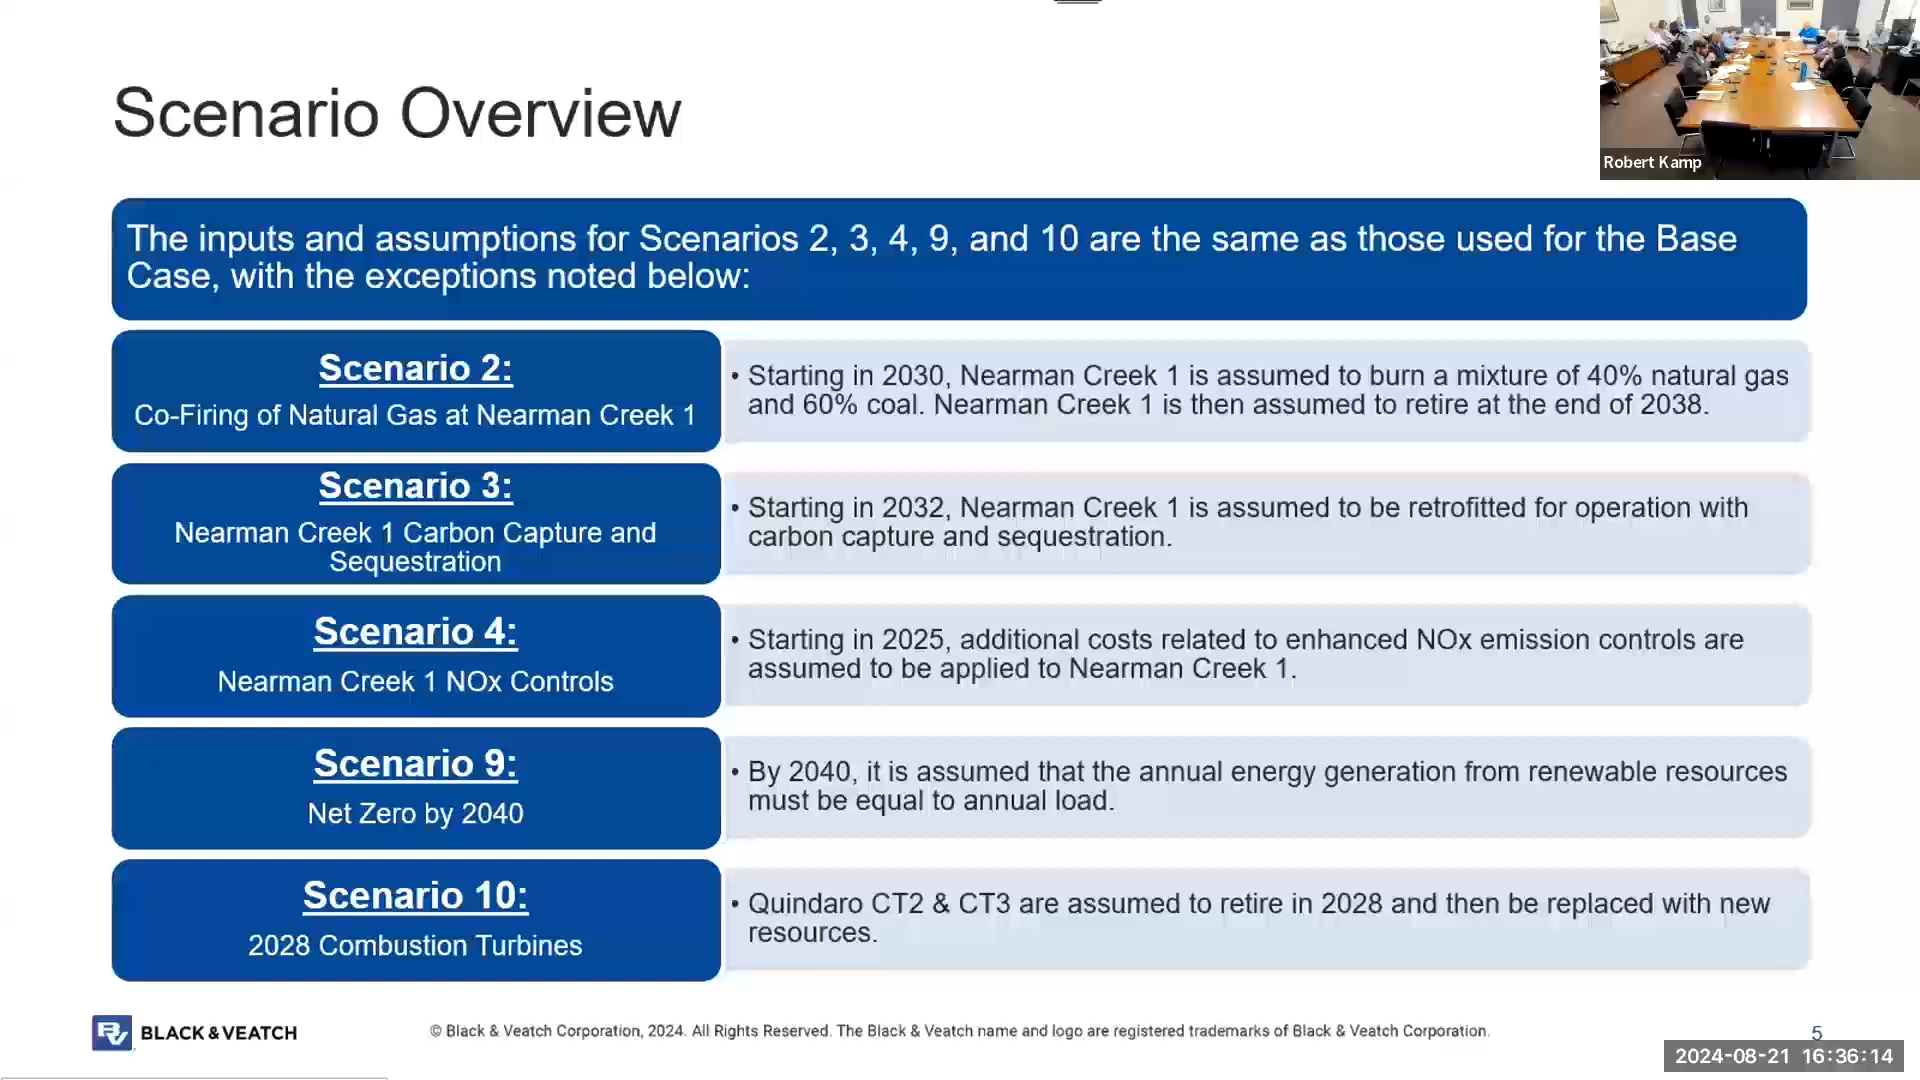 Scenario Overview
Robert Kamp
The inputs and assumptions for Scenarios 2, 3, 4, 9, and 10 are the same as those used for the Base
Case, with the exceptions noted below:
Scenario 2:
Co-Firing of Natural Gas at Nearman Creek 1
• Starting in 2030, Nearman Creek 1 is assumed to burn a mixture of 40% natural gas
and 60% coal. Nearman Creek 1 is then assumed to retire at the end of 2038.
Scenario 3:
Nearman Creek 1 Carbon Capture and
Sequestration
• Starting in 2032, Nearman Creek 1 is assumed to be retrofitted for operation with
carbon capture and sequestration.
Scenario 4:
Nearman Creek 1 NOx Controls
• Starting in 2025, additional costs related to enhanced NOx emission controls are
assumed to be applied to Nearman Creek 1.
Scenario 9:
Net Zero by 2040
• By 2040, it is assumed that the annual energy generation from renewable resources
must be equal to annual load.
Scenario 10:
2028 Combustion Turbines
• Quindaro CT2 & CT3 are assumed to retire in 2028 and then be replaced with new
resources.
BLACK & VEATCH
© Black & Veatch Corporation, 2024. All Rights Reserved. The Black & Veatch name and logo are registered trademarks of Black & Veatch Corporation.
5
2024-08-21 16:36:14